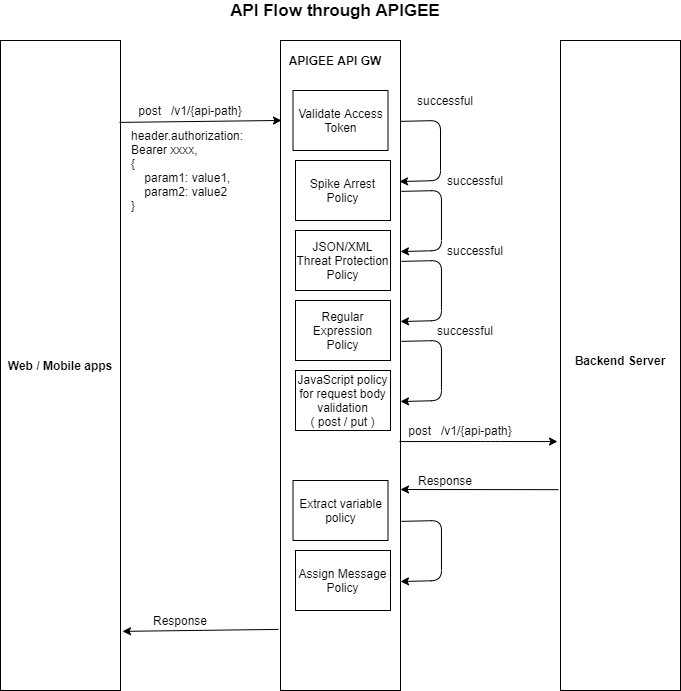 API Flow through APIGEE
APIGEE API GW
post /v1/{api-path}
header.authorization:
Bearer xxxx,
{
param1: value1,
param2: value2
}
Validate Access
Token
successful
Spike Arrest
Policy
successful
JSON/XML
Threat Protection
Policy
successful
Regular
Expression
Policy
successful
JavaScript policy
for request body
validation
( post / put )
Web / Mobile apps
Backend Server
post /v1/{api-path}
Response
Extract variable
policy
Assign Message
Policy
Response